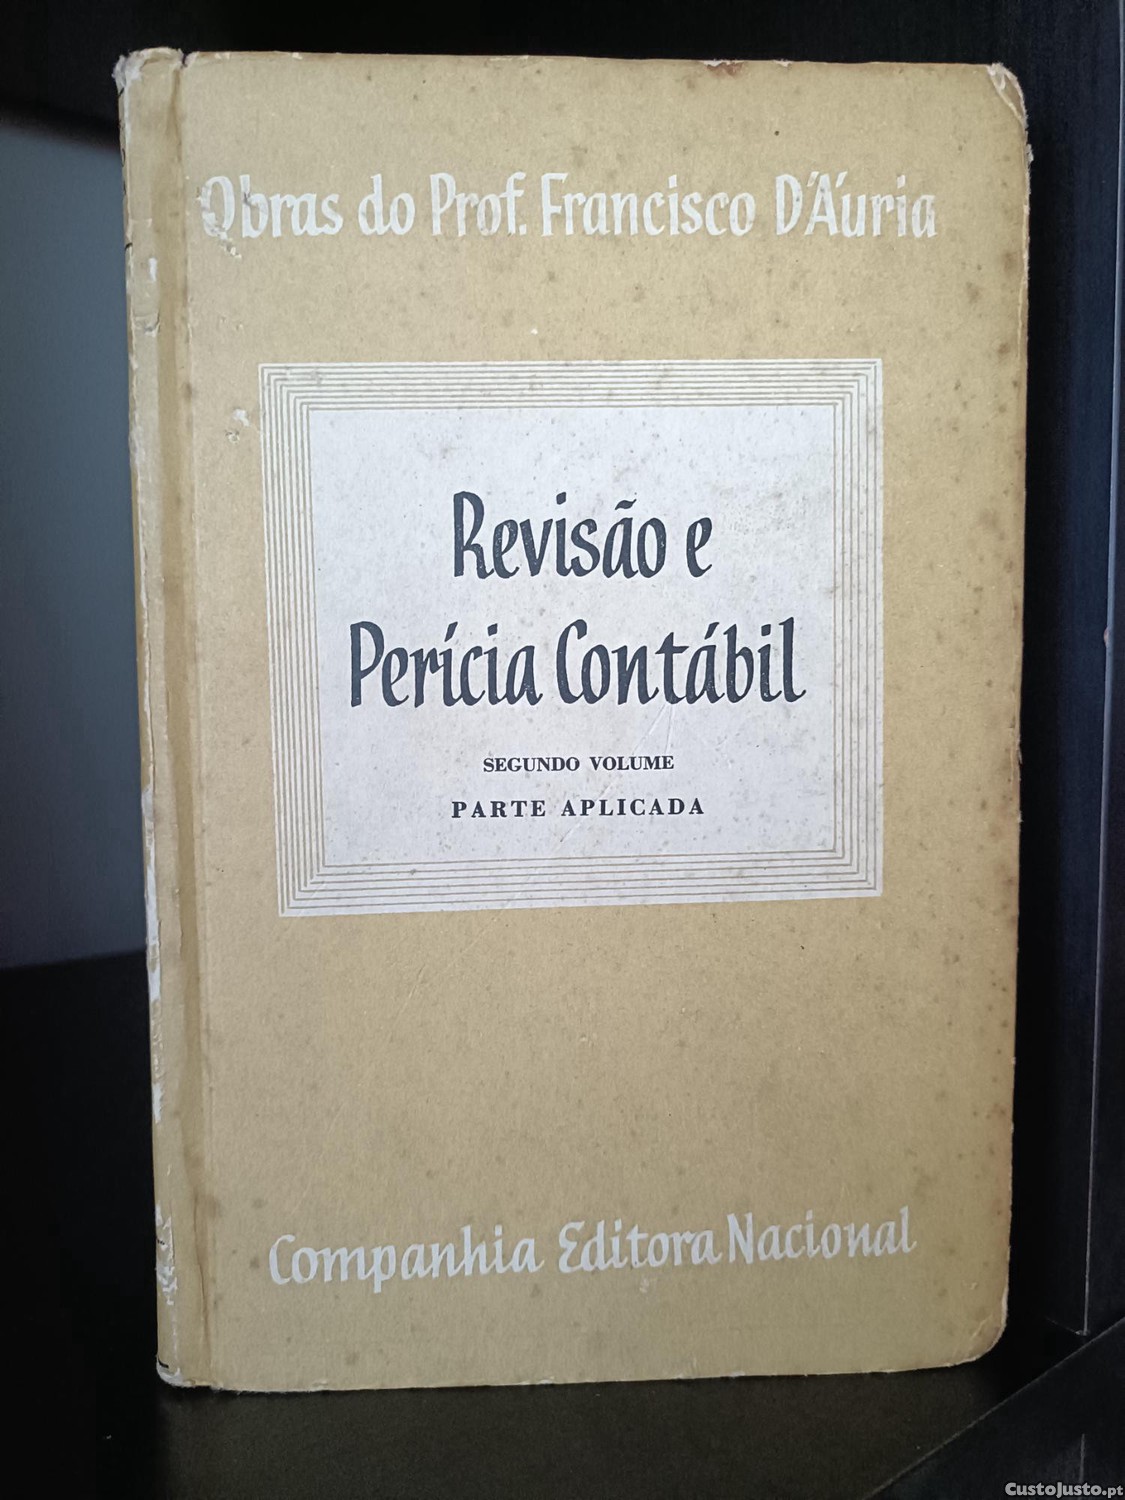 Obras do Prof. Francisco D'Áuria
Revisão e
Perícia Contábil
SEGUNDO VOLUME
PARTE APLICADA
Companhia Editora Nacional
CustoJusto.pt